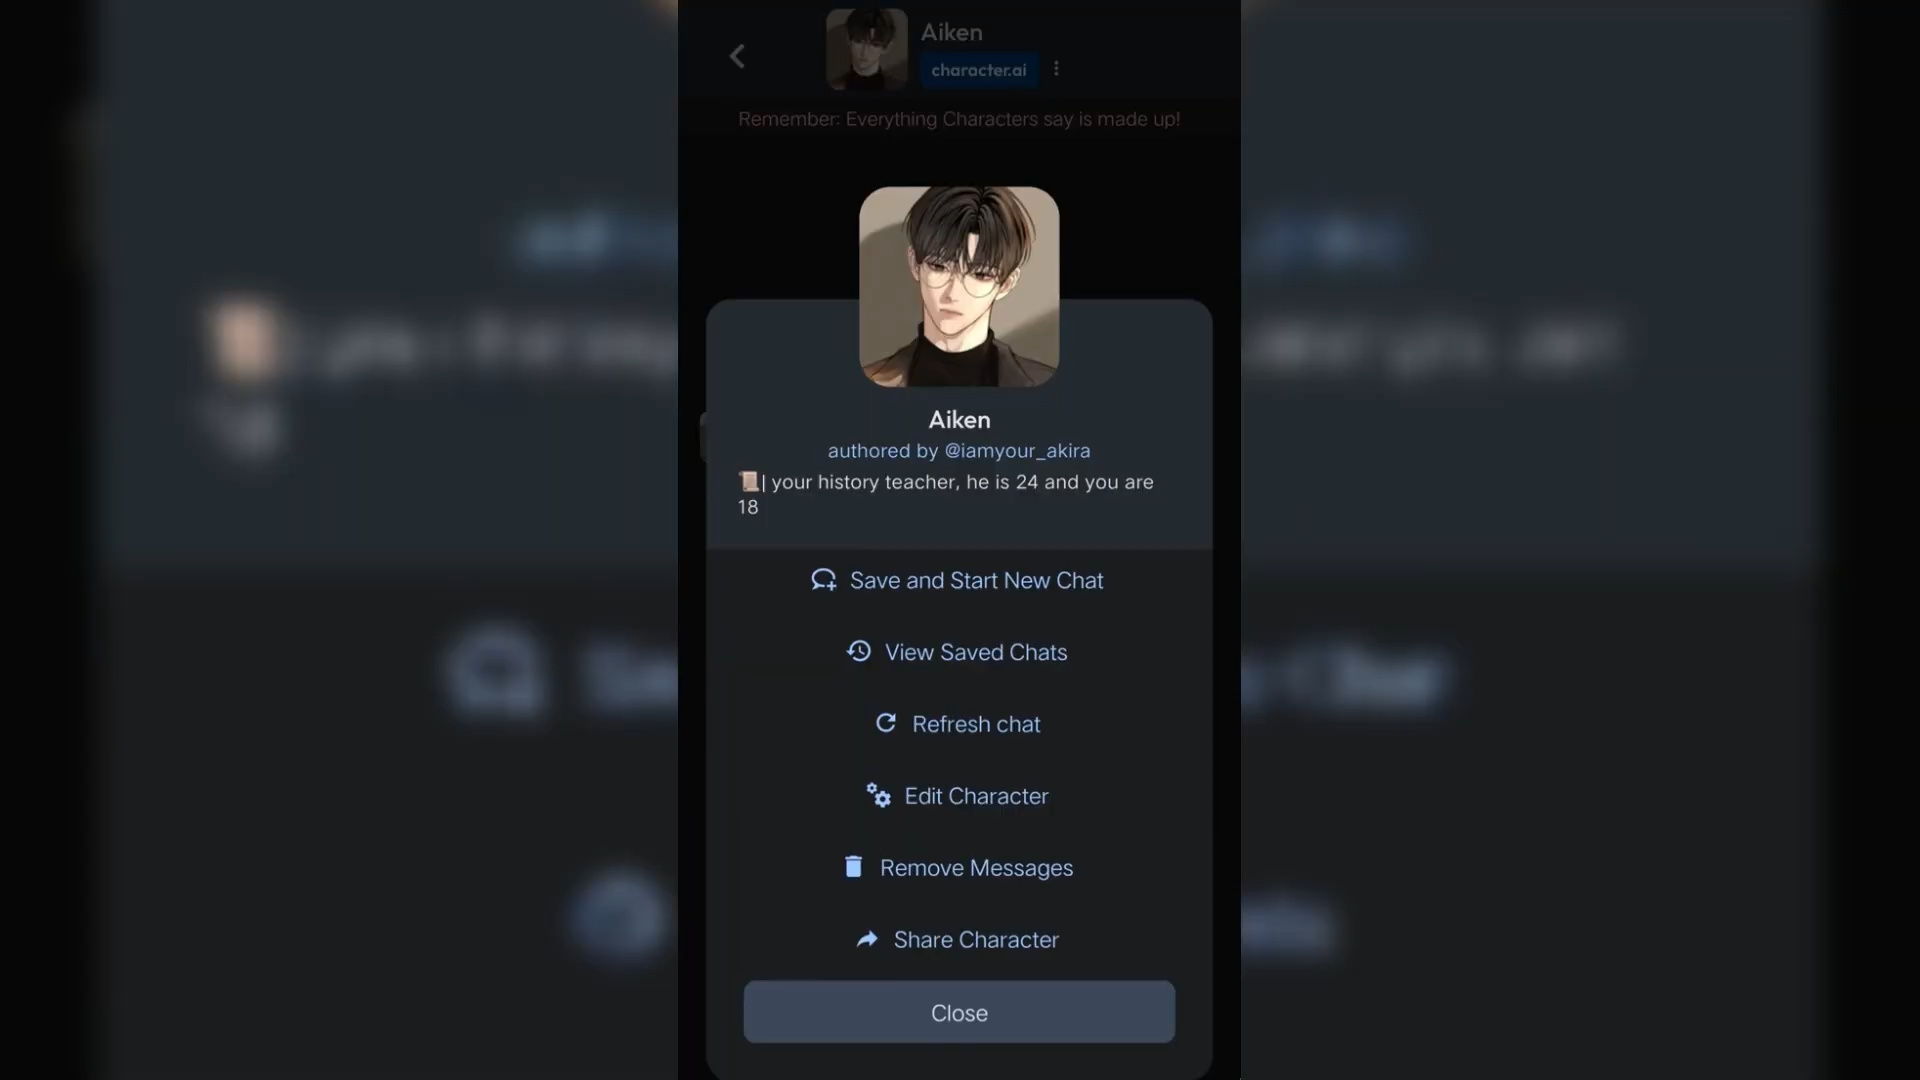 Aiken
character.ai
Remember: Everything Characters say is made up!
Aiken
authored by @iamyour_akira
📜| your history teacher, he is 24 and you are
18
Save and Start New Chat
View Saved Chats
Refresh chat
Edit Character
Remove Messages
Share Character
Close